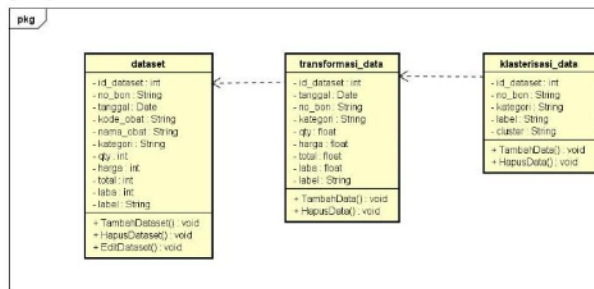 pkg
dataset
- id_dataset : int
- no_bon : String
- tanggal : Date
- kode_obat : String
- nama_obat : String
- kategori : String
- qty : int
- harga : int
- total : int
- laba : int
- label : String
+ TambahDataset() : void
+ HapusDataset() : void
+ EditDataset() : void
transformasi_data
- id_dataset : int
- tanggal : Date
- no_bon : String
- kategori : String
- qty : float
- harga : float
- total : float
- laba : float
- label : String
+ TambahData() : void
+ HapusData() : void
klasterisasi_data
- id_dataset : int
- no_bon : String
- kategori : String
- label : String
- cluster : String
+ TambahData() : void
+ HapusData() : void